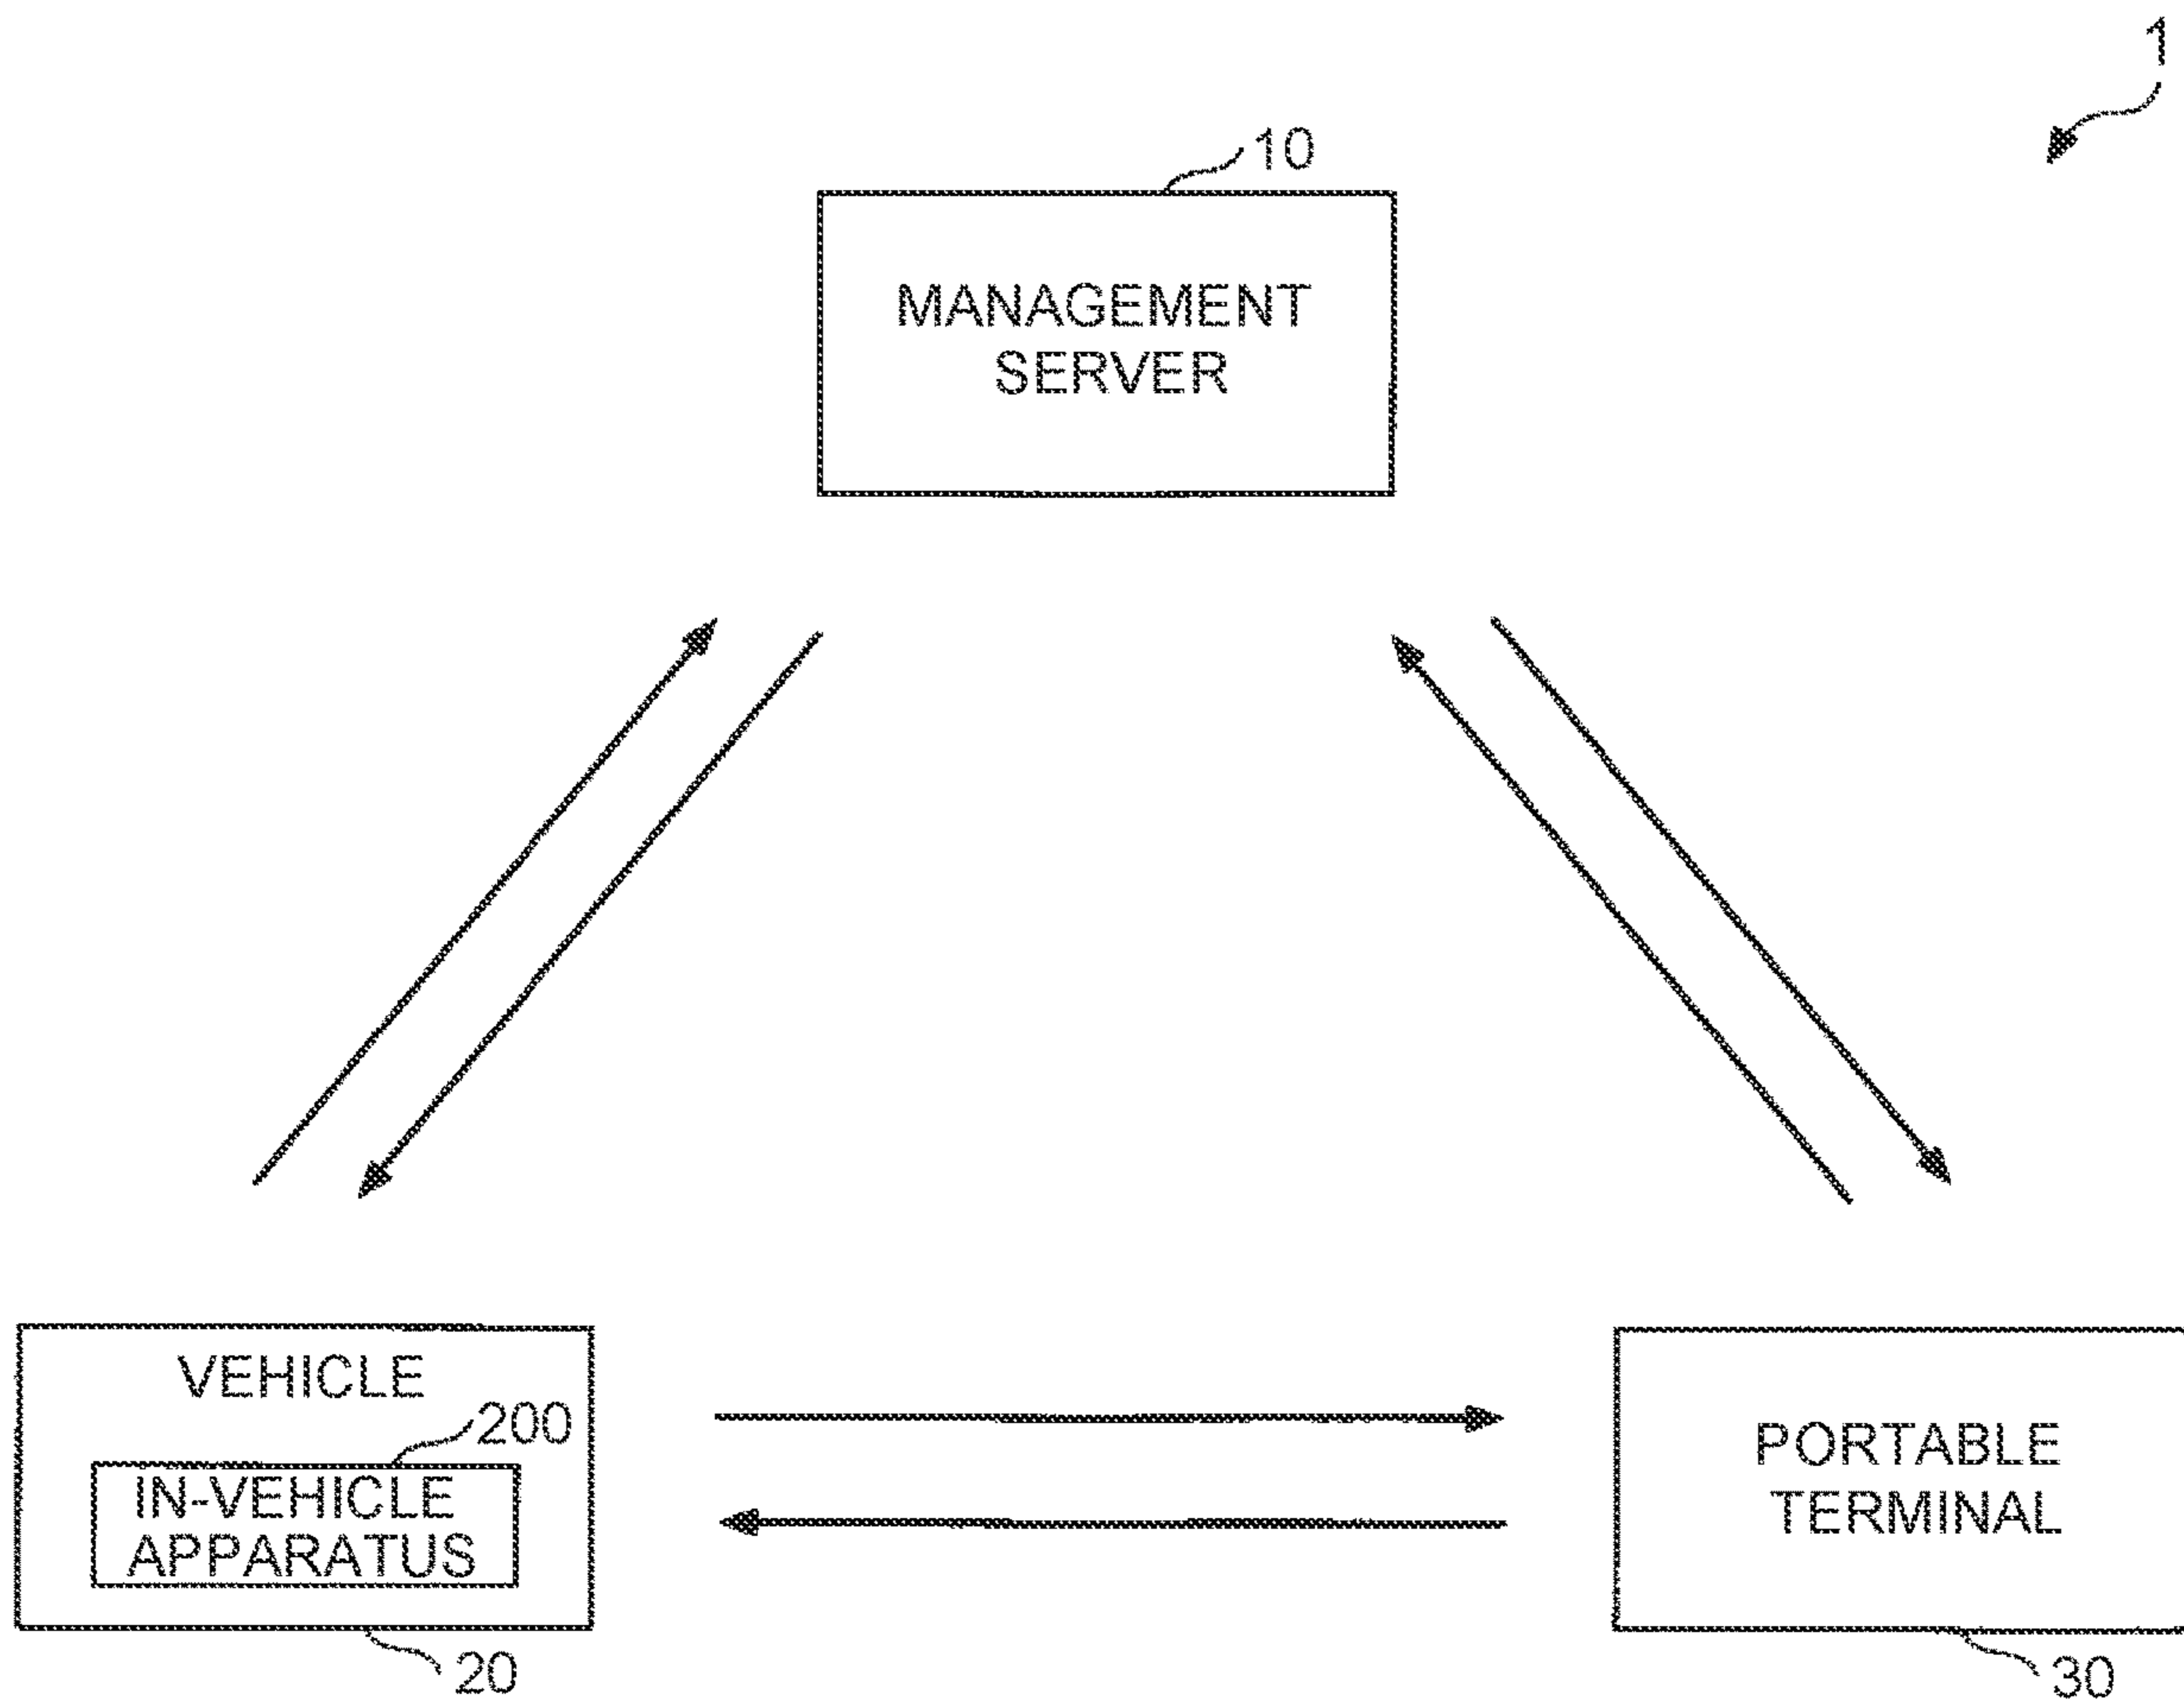 1
10
MANAGEMENT
SERVER
VEHICLE
200
IN-VEHICLE
APPARATUS
20
PORTABLE
TERMINAL
30